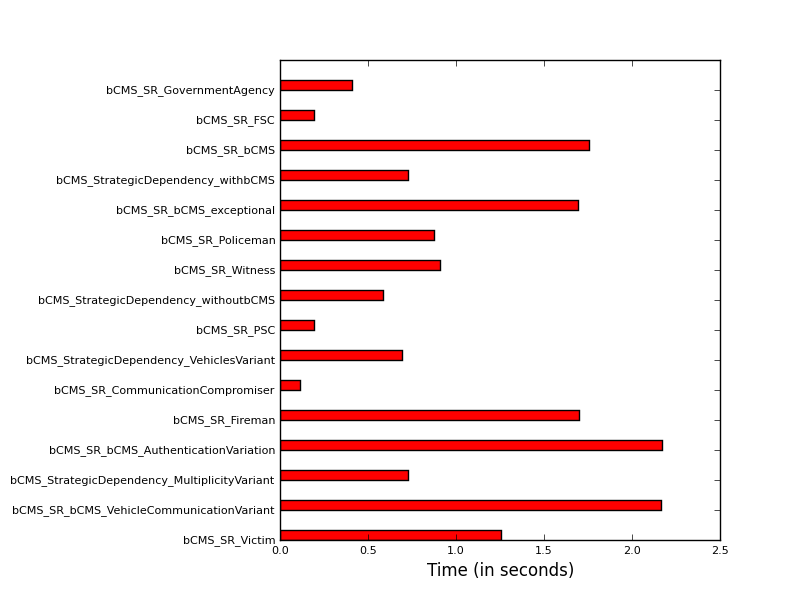 bCMS_SR_GovernmentAgency
bCMS_SR_FSC
bCMS_SR_bCMS
bCMS_StrategicDependency_withbCMS
bCMS_SR_bCMS_exceptional
bCMS_SR_Policeman
bCMS_SR_Witness
bCMS_StrategicDependency_withoutbCMS
bCMS_SR_PSC
bCMS_StrategicDependency_VehiclesVariant
bCMS_SR_CommunicationCompromiser
bCMS_SR_Fireman
bCMS_SR_bCMS_AuthenticationVariation
bCMS_StrategicDependency_MultiplicityVariant
bCMS_SR_bCMS_VehicleCommunicationVariant
bCMS_SR_Victim
0.0 0.5 1.0 1.5 2.0 2.5
Time (in seconds)